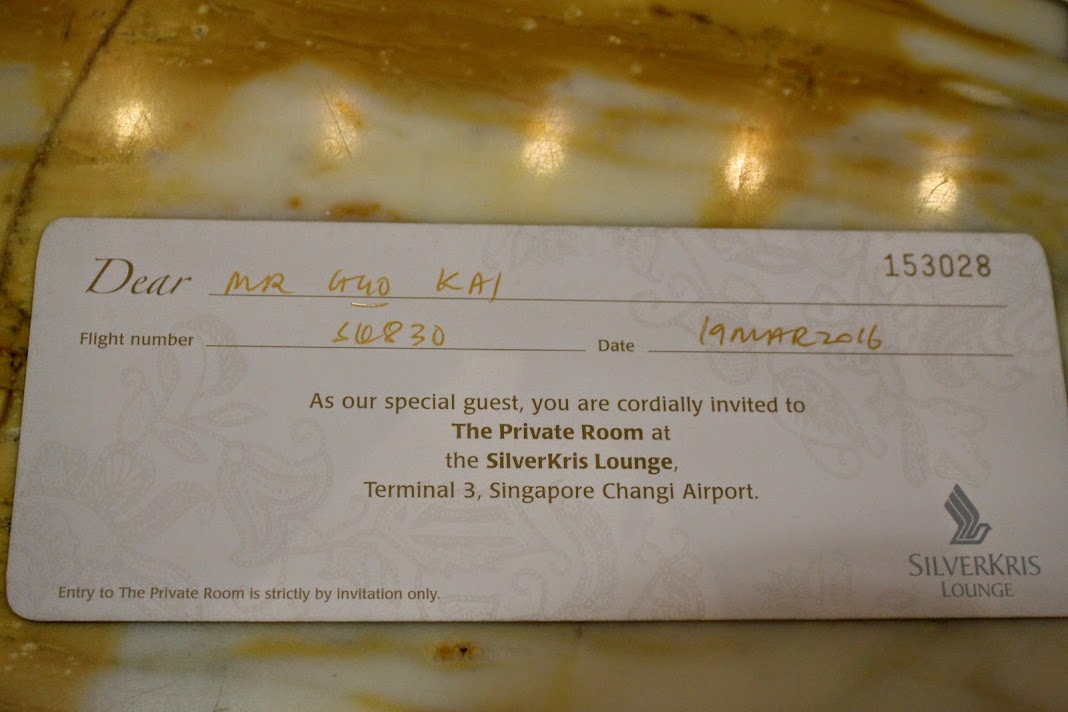 Dear MR GUO KAI 153028
Flight number SQ830 Date 19MAR2016
As our special guest, you are cordially invited to
The Private Room at
the SilverKris Lounge,
Terminal 3, Singapore Changi Airport.
SILVERKRIS
LOUNGE
Entry to The Private Room is strictly by invitation only.